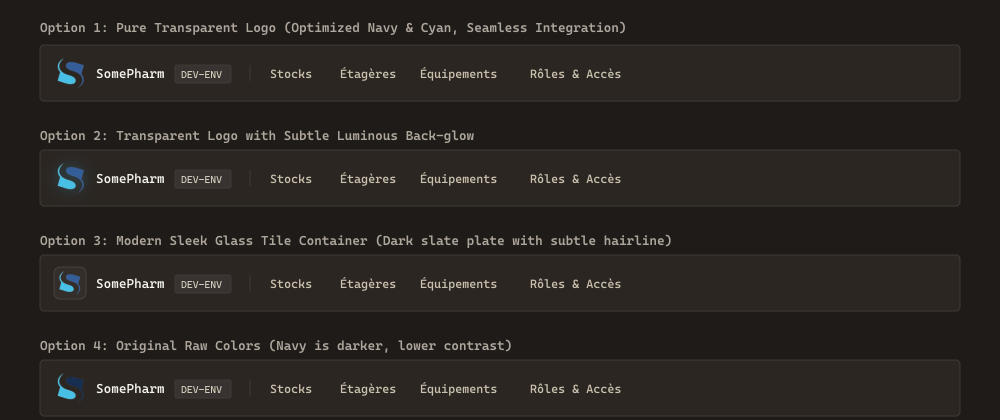 Option 1: Pure Transparent Logo (Optimized Navy & Cyan, Seamless Integration)
SomePharm DEV-ENV Stocks Étagères Équipements Rôles & Accès
Option 2: Transparent Logo with Subtle Luminous Back-glow
SomePharm DEV-ENV Stocks Étagères Équipements Rôles & Accès
Option 3: Modern Sleek Glass Tile Container (Dark slate plate with subtle hairline)
SomePharm DEV-ENV Stocks Étagères Équipements Rôles & Accès
Option 4: Original Raw Colors (Navy is darker, lower contrast)
SomePharm DEV-ENV Stocks Étagères Équipements Rôles & Accès